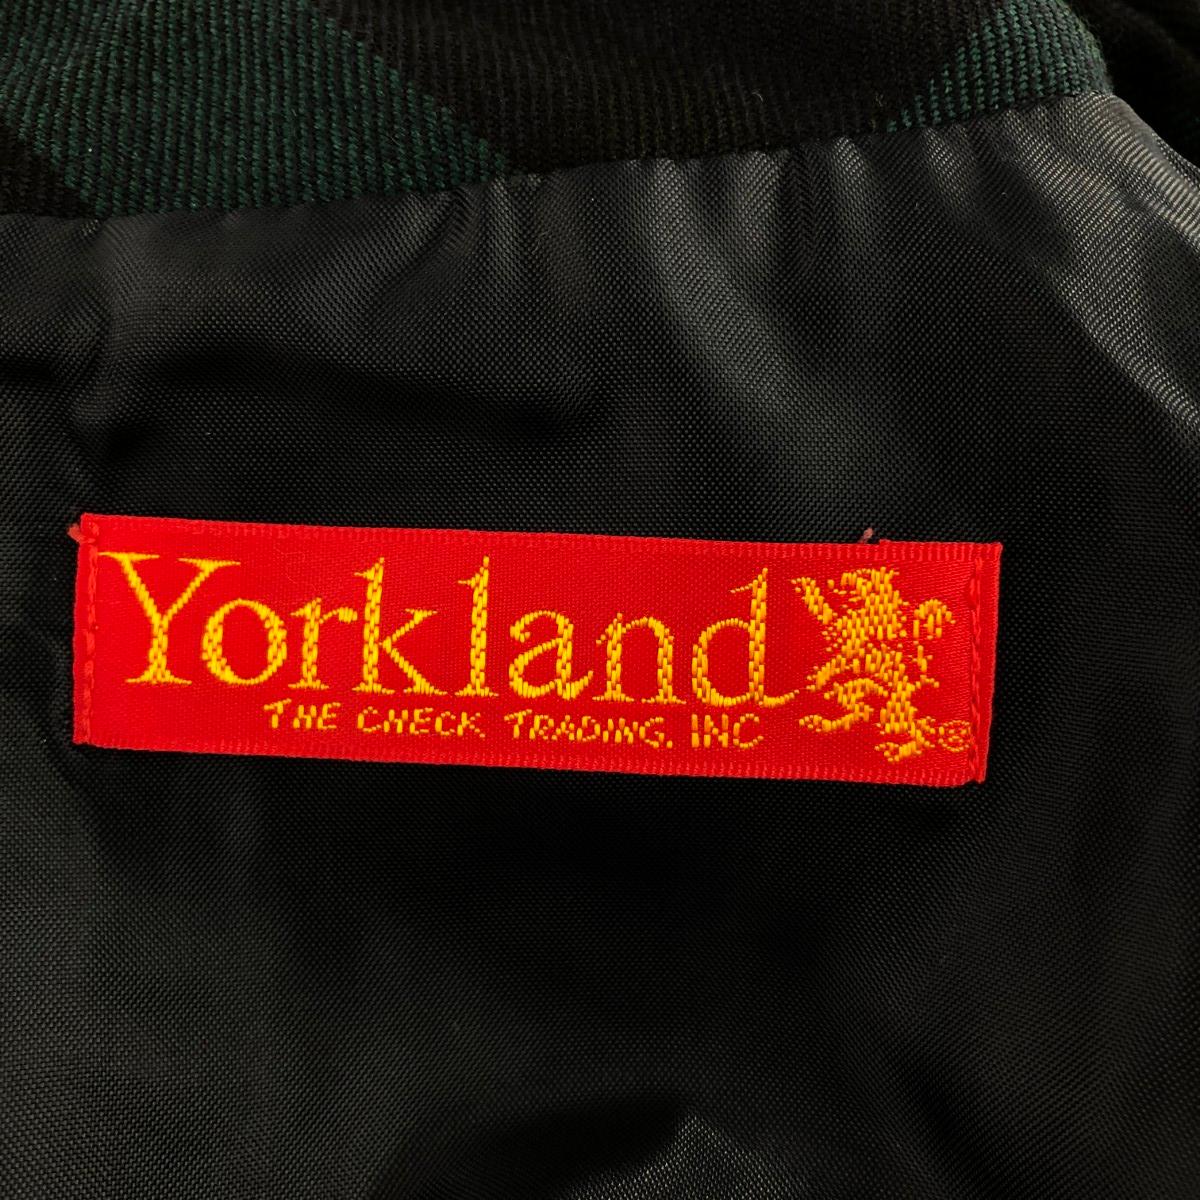 Yorkland
THE CHECK TRADING, INC
®